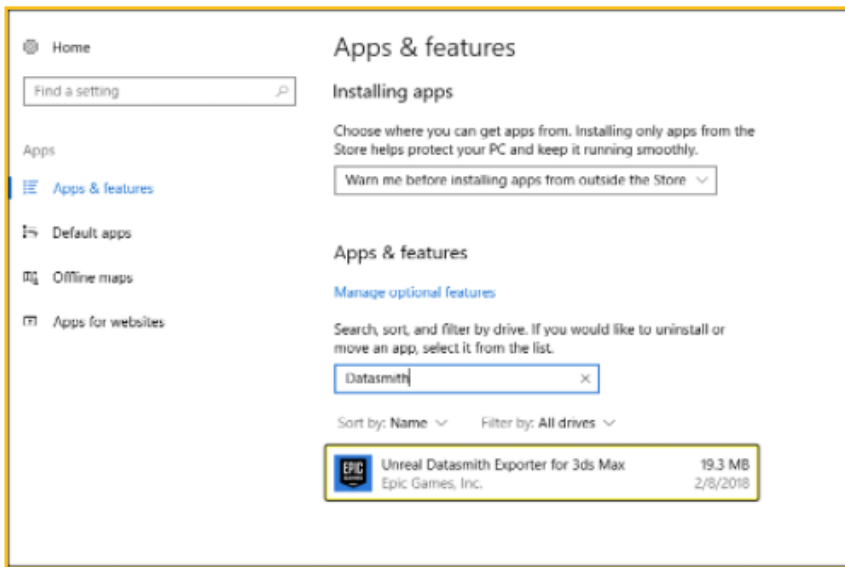 Home
Find a setting
Apps
Apps & features
Default apps
Offline maps
Apps for websites
Apps & features
Installing apps
Choose where you can get apps from. Installing only apps from the
Store helps protect your PC and keep it running smoothly.
Warn me before installing apps from outside the Store
Apps & features
Manage optional features
Search, sort, and filter by drive. If you would like to uninstall or
move an app, select it from the list.
Datasmith
Sort by: Name Filter by: All drives
EPIC
Unreal Datasmith Exporter for 3ds Max 19.3 MB
Epic Games, Inc. 2/8/2018